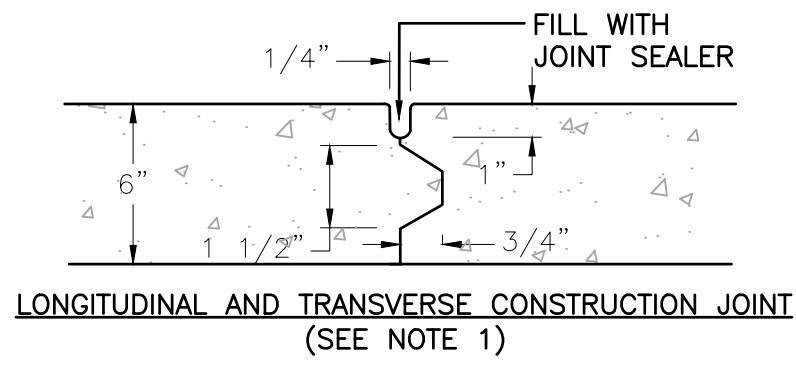 FILL WITH
JOINT SEALER
1/4"
6"
1"
1 1/2"
3/4"
LONGITUDINAL AND TRANSVERSE CONSTRUCTION JOINT
(SEE NOTE 1)